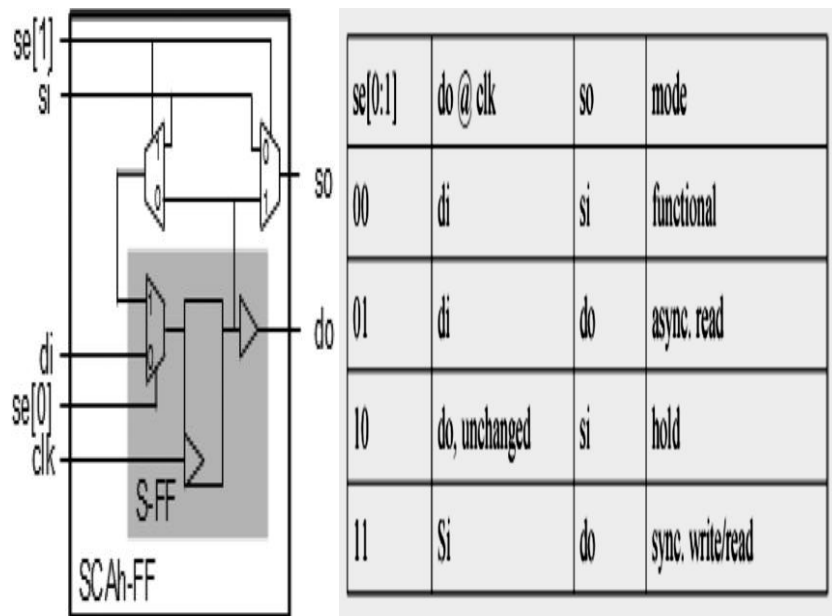 se[1]
si
1
0
0
1
so
1
0
do
di
se[0]
clk
S-FF
SCAh-FF
se[0:1] do @ clk so mode
00 di si functional
01 di do async. read
10 do, unchanged si hold
11 Si do sync. write/read